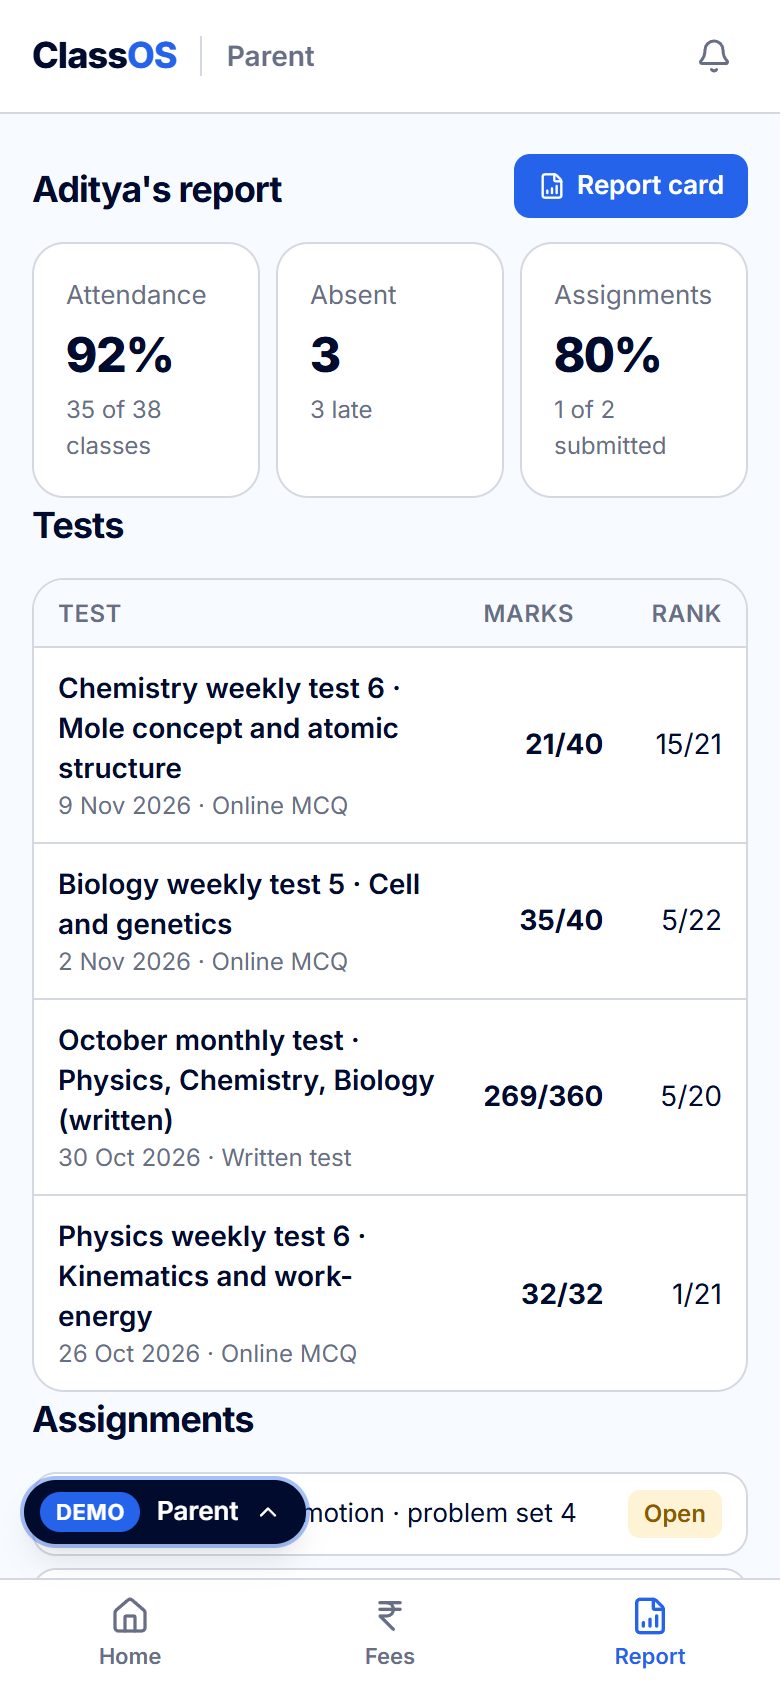 ClassOS
Parent
Aditya's report
Report card
Attendance
92%
35 of 38
classes
Absent
3
3 late
Assignments
80%
1 of 2
submitted
Tests
TEST MARKS RANK
Chemistry weekly test 6 ·
Mole concept and atomic
structure
9 Nov 2026 · Online MCQ
21/40
15/21
Biology weekly test 5 · Cell
and genetics
2 Nov 2026 · Online MCQ
35/40
5/22
October monthly test ·
Physics, Chemistry, Biology
(written)
30 Oct 2026 · Written test
269/360
5/20
Physics weekly test 6 ·
Kinematics and work-
energy
26 Oct 2026 · Online MCQ
32/32
1/21
Assignments
motion · problem set 4
Open
DEMO Parent
Home
₹
Fees
Report